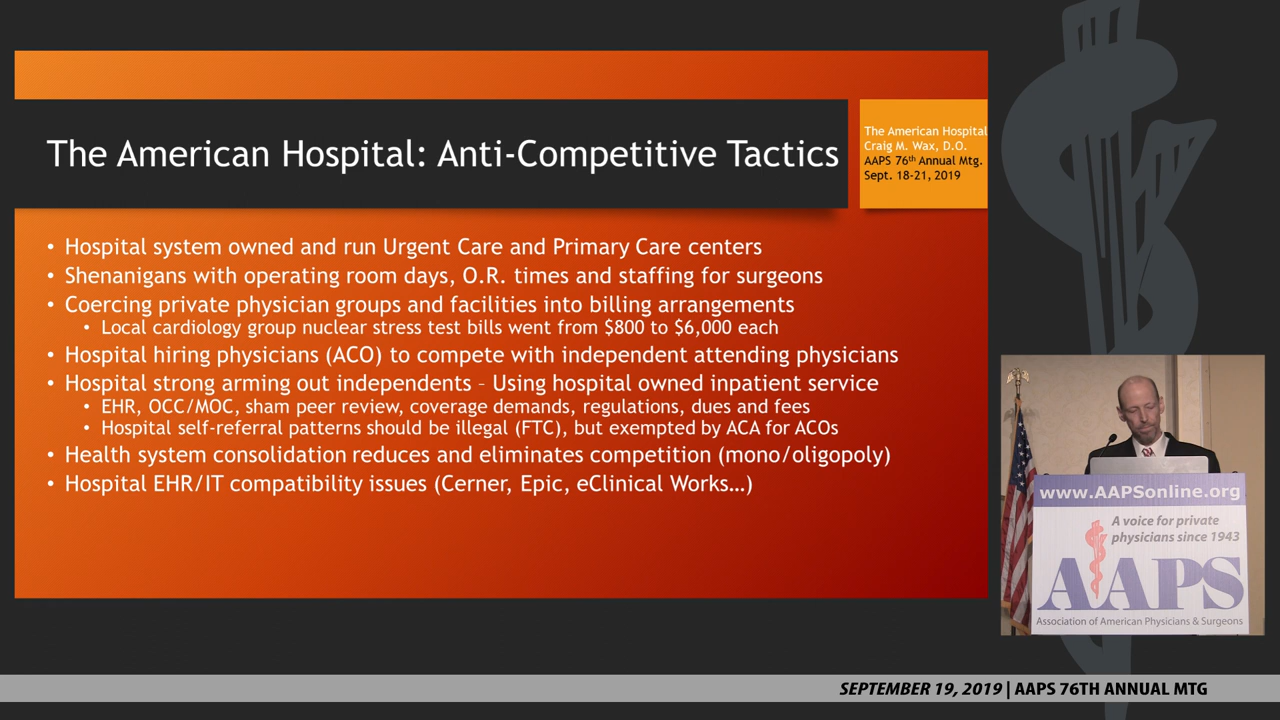 The American Hospital: Anti-Competitive Tactics
The American Hospital
Craig M. Wax, D.O.
AAPS 76th Annual Mtg.
Sept. 18-21, 2019
• Hospital system owned and run Urgent Care and Primary Care centers
• Shenanigans with operating room days, O.R. times and staffing for surgeons
• Coercing private physician groups and facilities into billing arrangements
• Local cardiology group nuclear stress test bills went from $800 to $6,000 each
• Hospital hiring physicians (ACO) to compete with independent attending physicians
• Hospital strong arming out independents – Using hospital owned inpatient service
• EHR, OCC/MOC, sham peer review, coverage demands, regulations, dues and fees
• Hospital self-referral patterns should be illegal (FTC), but exempted by ACA for ACOs
• Health system consolidation reduces and eliminates competition (mono/oligopoly)
• Hospital EHR/IT compatibility issues (Cerner, Epic, eClinical Works…)
www.AAPSonline.org
A voice for private
physicians since 1943
AAPS
Association of American Physicians & Surgeons
SEPTEMBER 19, 2019 | AAPS 76TH ANNUAL MTG